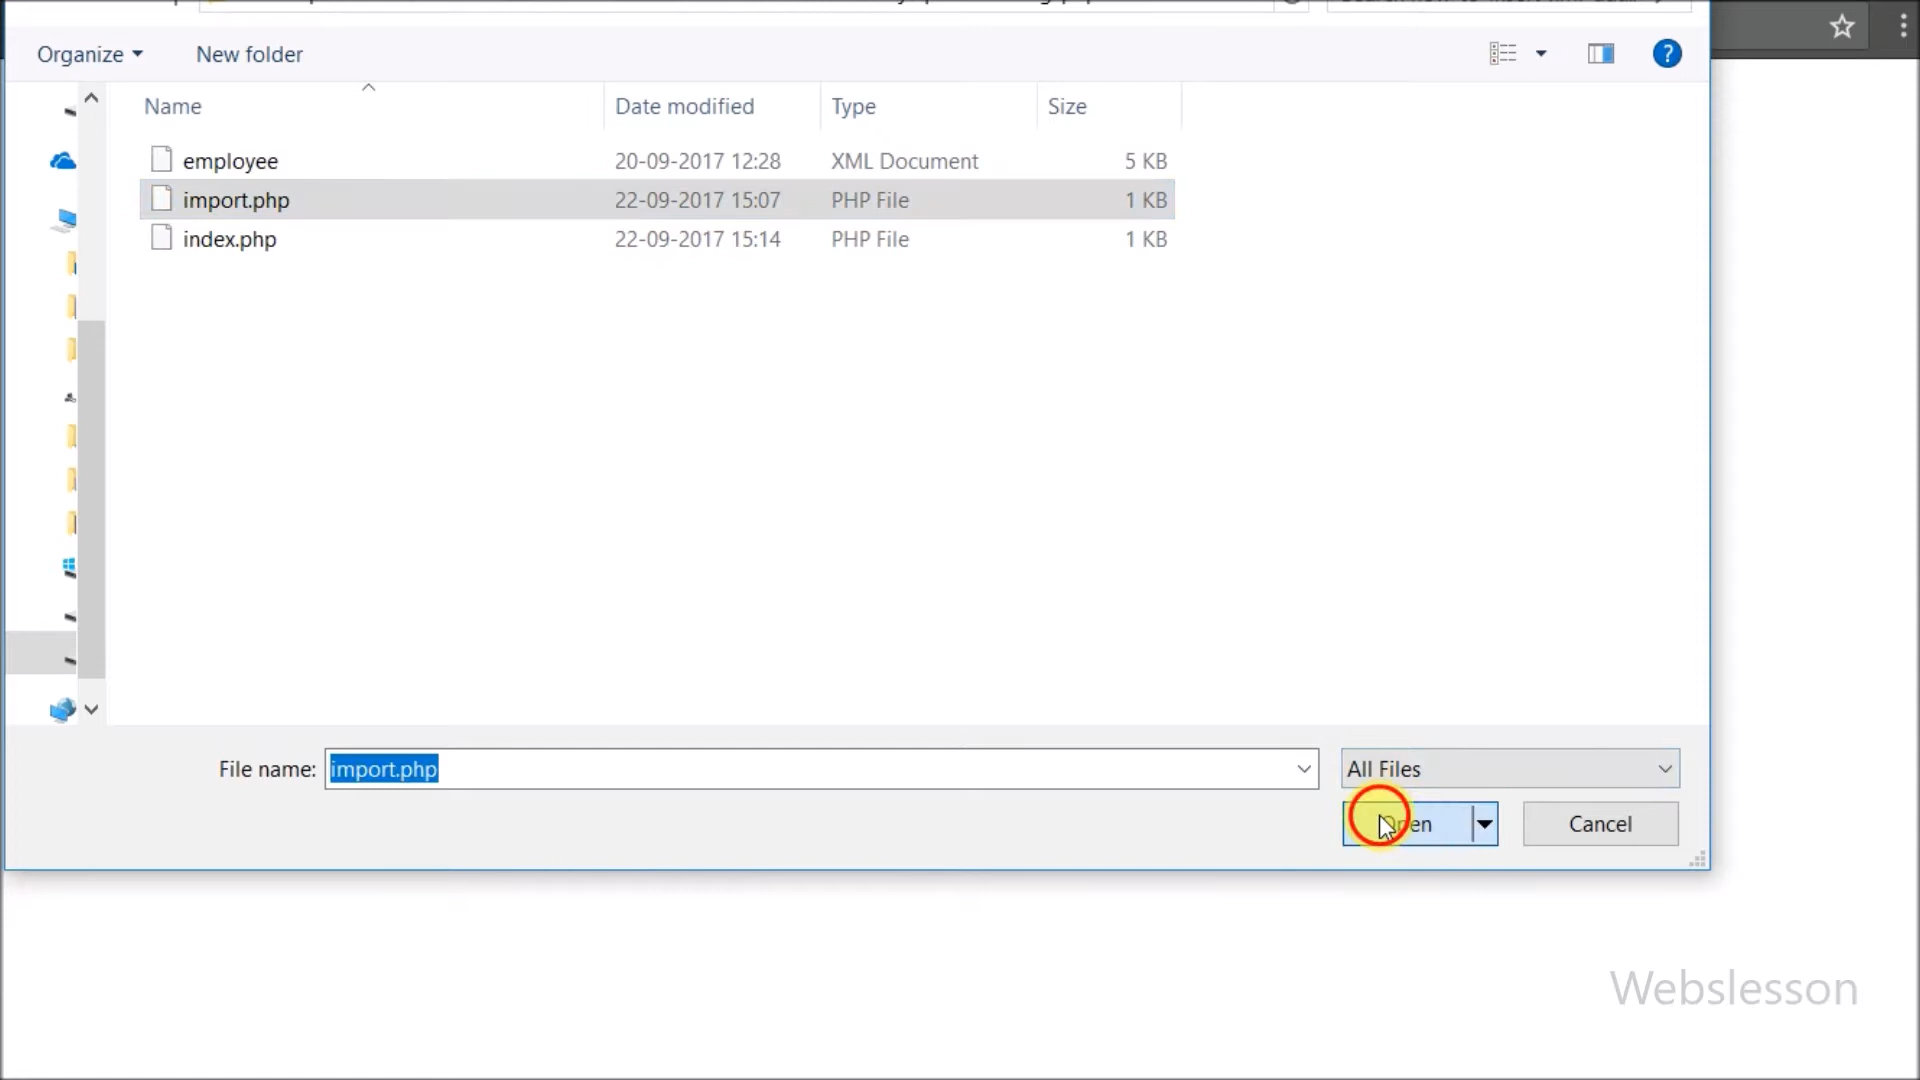 Organize
New folder
Name
Date modified
Type
Size
employee
20-09-2017 12:28
XML Document
5 KB
import.php
22-09-2017 15:07
PHP File
1 KB
index.php
22-09-2017 15:14
PHP File
1 KB
File name:
import.php
All Files
Open
Cancel
Webslesson